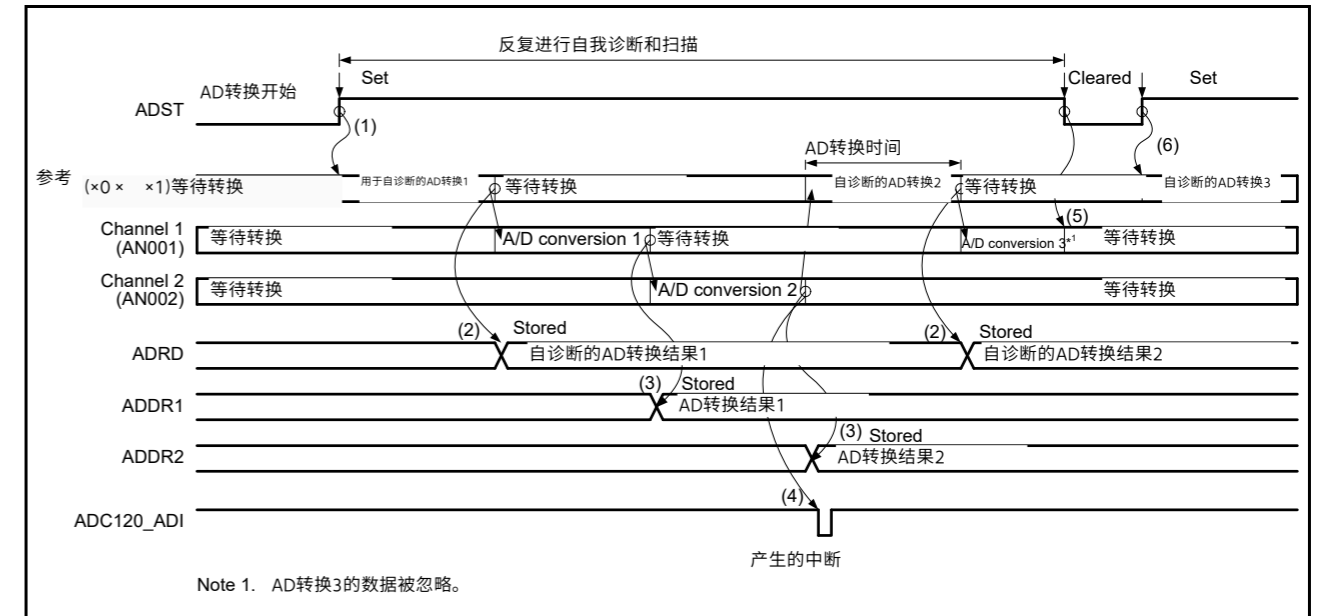 反复进行自我诊断和扫描
AD转换开始
Set
Cleared
Set
ADST
(1)
AD转换时间
(6)
参考
(×0 × ×1)等待转换
用于自诊断的AD转换1
等待转换
自诊断的AD转换2
等待转换
自诊断的AD转换3
Channel 1
(AN001)
等待转换
A/D conversion 1
等待转换
A/D conversion 3*1
(5)
等待转换
Channel 2
(AN002)
等待转换
A/D conversion 2
等待转换
ADRD
(2)
Stored
自诊断的AD转换结果1
(2)
Stored
自诊断的AD转换结果2
ADDR1
(3)
Stored
AD转换结果1
ADDR2
(3)
Stored
AD转换结果2
ADC120_ADI
(4)
产生的中断
Note 1. AD转换3的数据被忽略。